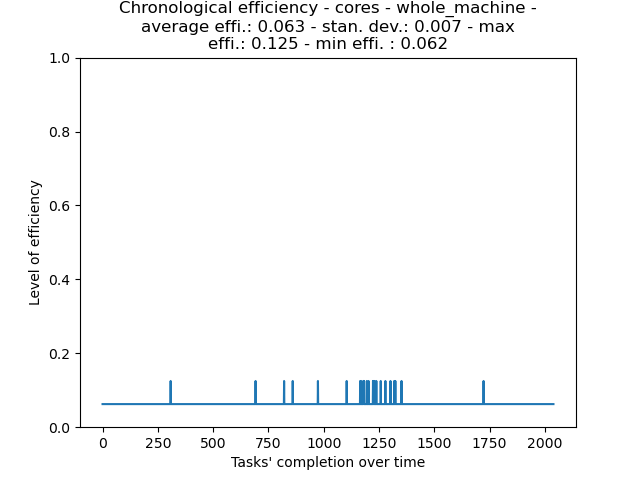 Chronological efficiency - cores - whole_machine -
average effi.: 0.063 - stan. dev.: 0.007 - max
effi.: 0.125 - min effi. : 0.062
1.0
0.8
0.6
0.4
0.2
0.0
Level of efficiency
0 250 500 750 1000 1250 1500 1750 2000
Tasks' completion over time